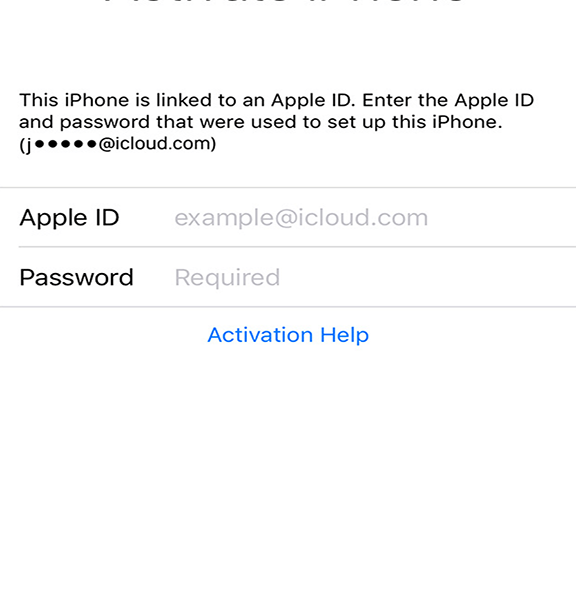 This iPhone is linked to an Apple ID. Enter the Apple ID
and password that were used to set up this iPhone.
(j●●●●●@icloud.com)
Apple ID example@icloud.com
Password Required
Activation Help